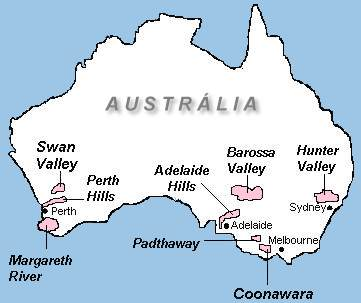 AUSTRÁLIA
Swan
Valley
Perth
Hills
Perth
Margareth
River
Adelaide
Hills
Barossa
Valley
Hunter
Valley
Sydney
Adelaide
Padthaway
Melbourne
Coonawara